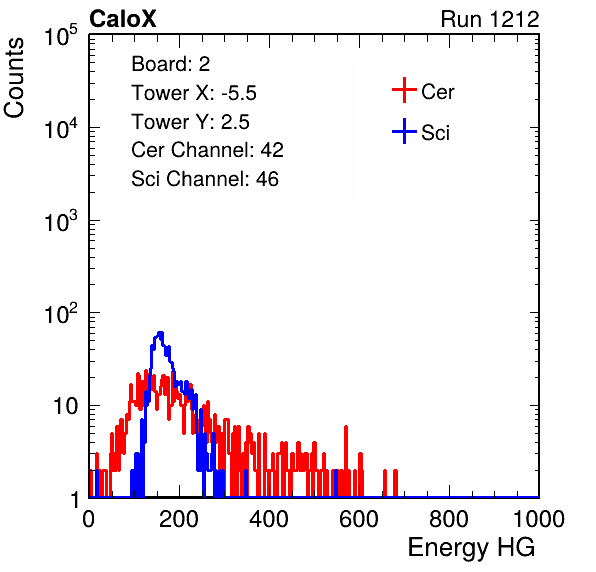 CaloX Run 1212
Counts
10^5
10^4
10^3
10^2
10
1
Board: 2
Tower X: -5.5
Tower Y: 2.5
Cer Channel: 42
Sci Channel: 46
Cer
Sci
0 200 400 600 800 1000
Energy HG